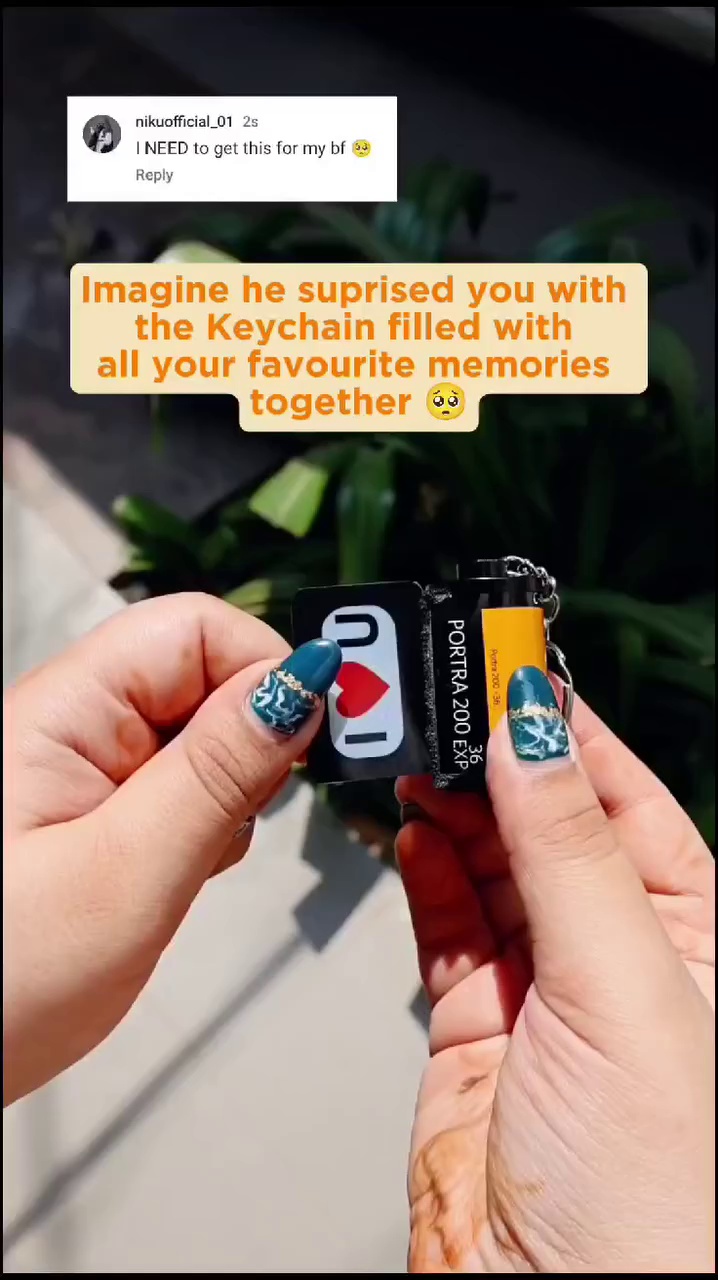 nikuofficial_01 2s
I NEED to get this for my bf 🥺
Reply
Imagine he suprised you with
the Keychain filled with
all your favourite memories
together 🥺
I ❤ U
PORTRA 200 EXP
36
Portra 200 - 36